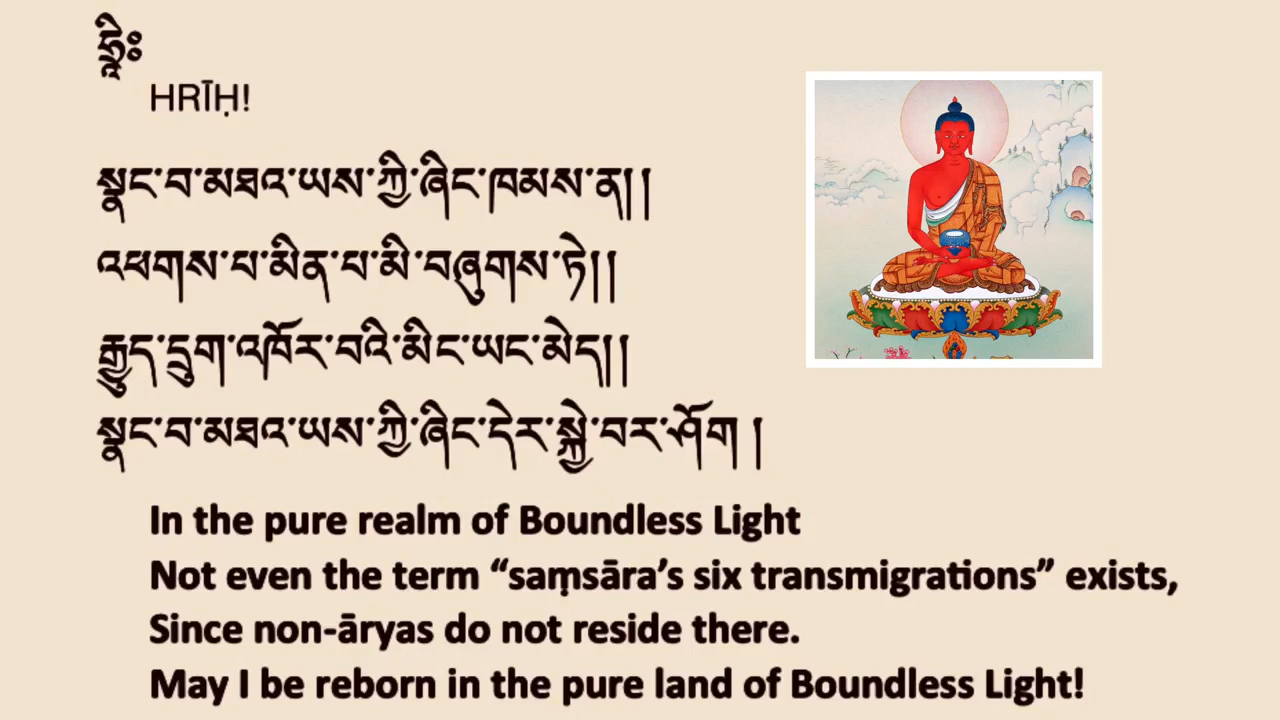 ཧྲཱིཿ
HRĪḤ!
སྣང་བ་མཐའ་ཡས་ཀྱི་ཞིང་ཁམས་ན།།
འཕགས་པ་མིན་པ་མི་བཞུགས་ཏེ།།
རྒྱུད་དྲུག་འཁོར་བའི་མིང་ཡང་མེད།།
སྣང་བ་མཐའ་ཡས་ཀྱི་ཞིང་དེར་སྐྱེ་བར་ཤོག །
In the pure realm of Boundless Light
Not even the term “saṃsāra’s six transmigrations” exists,
Since non-āryas do not reside there.
May I be reborn in the pure land of Boundless Light!